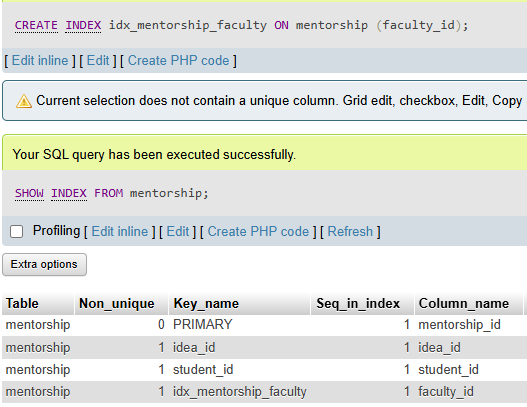 CREATE INDEX idx_mentorship_faculty ON mentorship (faculty_id);
[ Edit inline ] [ Edit ] [ Create PHP code ]
Current selection does not contain a unique column. Grid edit, checkbox, Edit, Copy
Your SQL query has been executed successfully.
SHOW INDEX FROM mentorship;
Profiling [ Edit inline ] [ Edit ] [ Create PHP code ] [ Refresh ]
Extra options
Table Non_unique Key_name Seq_in_index Column_name
mentorship 0 PRIMARY 1 mentorship_id
mentorship 1 idea_id 1 idea_id
mentorship 1 student_id 1 student_id
mentorship 1 idx_mentorship_faculty 1 faculty_id